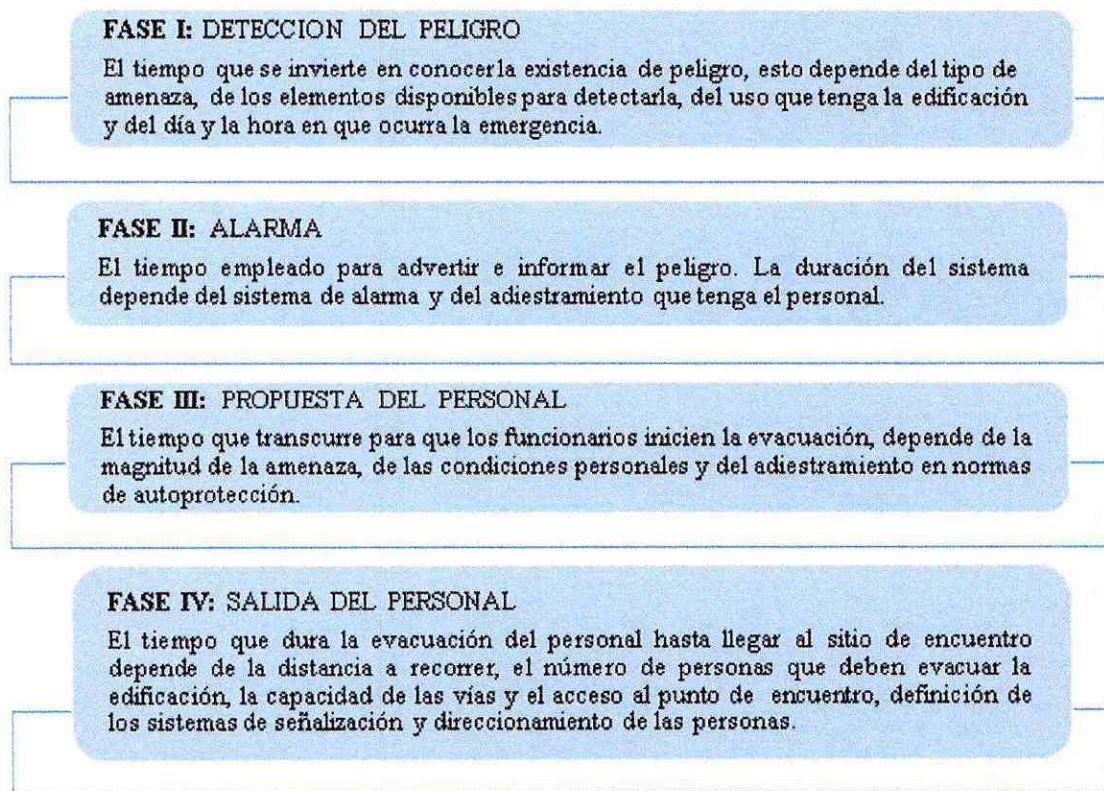 FASE I: DETECCION DEL PELIGRO
El tiempo que se invierte en conocerla existencia de peligro, esto depende del tipo de
amenaza, de los elementos disponibles para detectarla, del uso que tenga la edificación
y del día y la hora en que ocurra la emergencia.
FASE II: ALARMA
El tiempo empleado para advertir e informar el peligro. La duración del sistema
depende del sistema de alarma y del adiestramiento que tenga el personal.
FASE III: PROPUESTA DEL PERSONAL
El tiempo que transcurre para que los funcionarios inicien la evacuación, depende de la
magnitud de la amenaza, de las condiciones personales y del adiestramiento en normas
de autoprotección.
FASE IV: SALIDA DEL PERSONAL
El tiempo que dura la evacuación del personal hasta llegar al sitio de encuentro
depende de la distancia a recorrer, el número de personas que deben evacuar la
edificación, la capacidad de las vías y el acceso al punto de encuentro, definición de
los sistemas de señalización y direccionamiento de las personas.